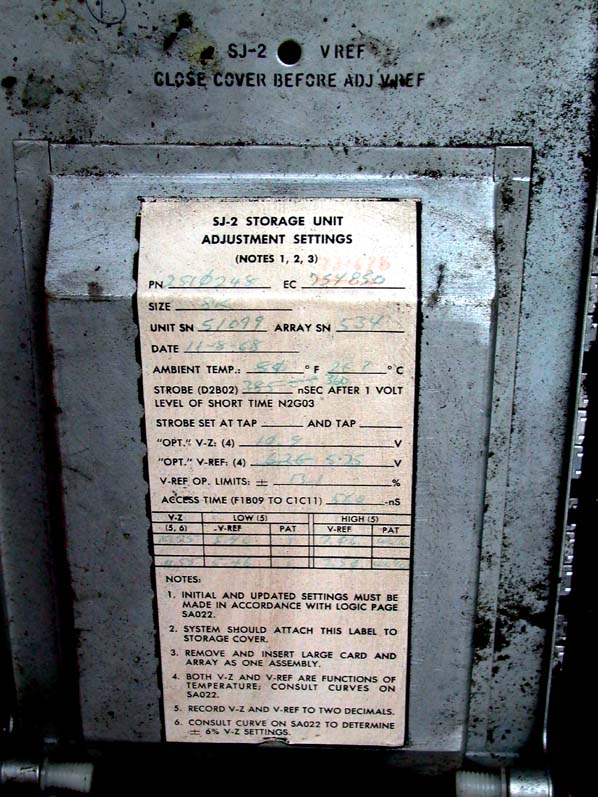 SJ-2 V REF
CLOSE COVER BEFORE ADJ V REF
SJ-2 STORAGE UNIT
ADJUSTMENT SETTINGS
(NOTES 1, 2, 3)
PN 2510248 EC 754850
SIZE 8K
UNIT SN 51099 ARRAY SN 534
DATE 11-8-68
AMBIENT TEMP.: °F °C
STROBE (D2B02) 385 360 nSEC AFTER 1 VOLT
LEVEL OF SHORT TIME N2G03
STROBE SET AT TAP AND TAP
"OPT." V-Z: (4) V
"OPT." V-REF: (4) 5.75 V
V-REF OP. LIMITS: ± %
ACCESS TIME (F1B09 TO C1C11) -nS
V-Z LOW (5) HIGH (5)
(5, 6) V-REF PAT V-REF PAT
NOTES:
1. INITIAL AND UPDATED SETTINGS MUST BE
MADE IN ACCORDANCE WITH LOGIC PAGE
SA022.
2. SYSTEM SHOULD ATTACH THIS LABEL TO
STORAGE COVER.
3. REMOVE AND INSERT LARGE CARD AND
ARRAY AS ONE ASSEMBLY.
4. BOTH V-Z AND V-REF ARE FUNCTIONS OF
TEMPERATURE; CONSULT CURVES ON
SA022.
5. RECORD V-Z AND V-REF TO TWO DECIMALS.
6. CONSULT CURVE ON SA022 TO DETERMINE
± 6% V-Z SETTINGS.